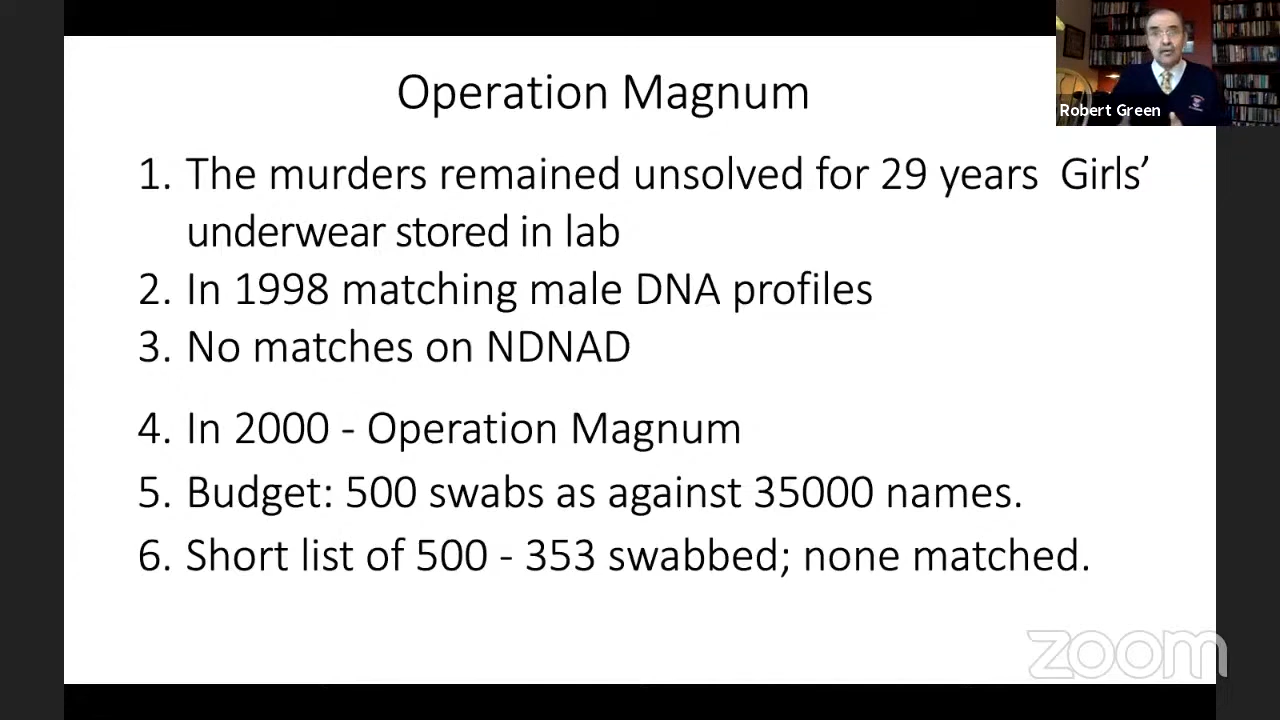 Operation Magnum
Robert Green
1. The murders remained unsolved for 29 years  Girls’
underwear stored in lab
2. In 1998 matching male DNA profiles
3. No matches on NDNAD
4. In 2000 - Operation Magnum
5. Budget: 500 swabs as against 35000 names.
6. Short list of 500 - 353 swabbed; none matched.
zoom